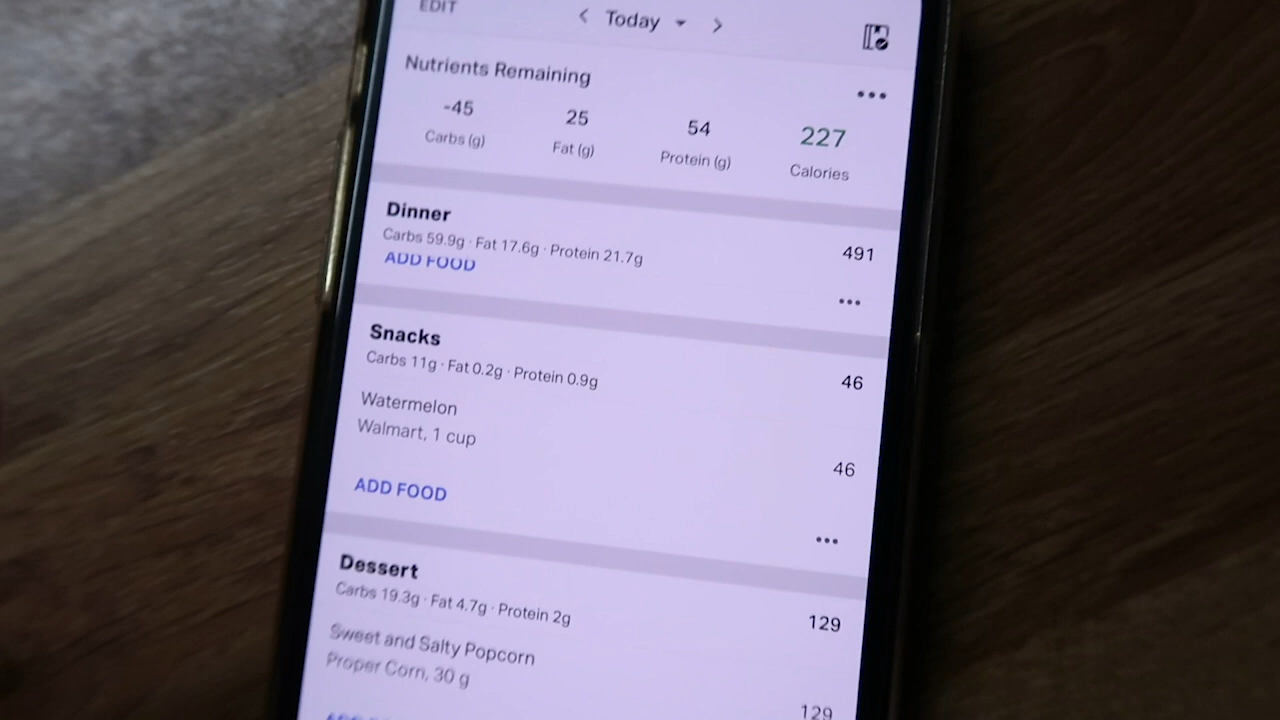 EDIT
Today
Nutrients Remaining
-45 25 54 227
Carbs (g) Fat (g) Protein (g) Calories
Dinner
Carbs 59.9g · Fat 17.6g · Protein 21.7g
491
ADD FOOD
Snacks
Carbs 11g · Fat 0.2g · Protein 0.9g
46
Watermelon
Walmart, 1 cup
46
ADD FOOD
Dessert
Carbs 19.3g · Fat 4.7g · Protein 2g
129
Sweet and Salty Popcorn
Proper Corn, 30 g
129